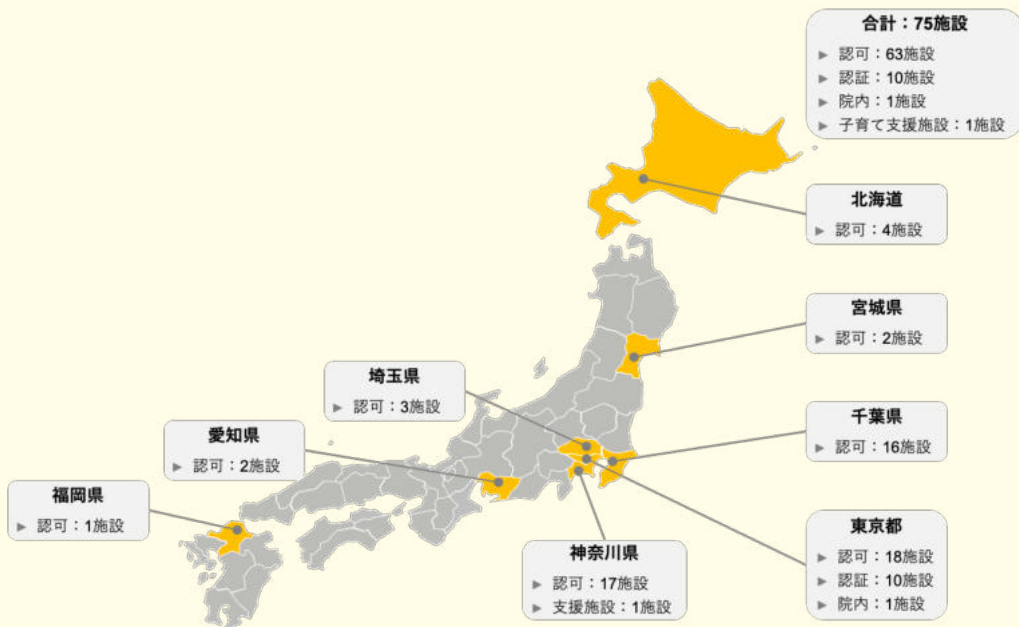 合計：75施設
▶ 認可：63施設
▶ 認証：10施設
▶ 院内：1施設
▶ 子育て支援施設：1施設
北海道
▶ 認可：4施設
宮城県
▶ 認可：2施設
埼玉県
▶ 認可：3施設
千葉県
▶ 認可：16施設
愛知県
▶ 認可：2施設
福岡県
▶ 認可：1施設
神奈川県
▶ 認可：17施設
▶ 支援施設：1施設
東京都
▶ 認可：18施設
▶ 認証：10施設
▶ 院内：1施設